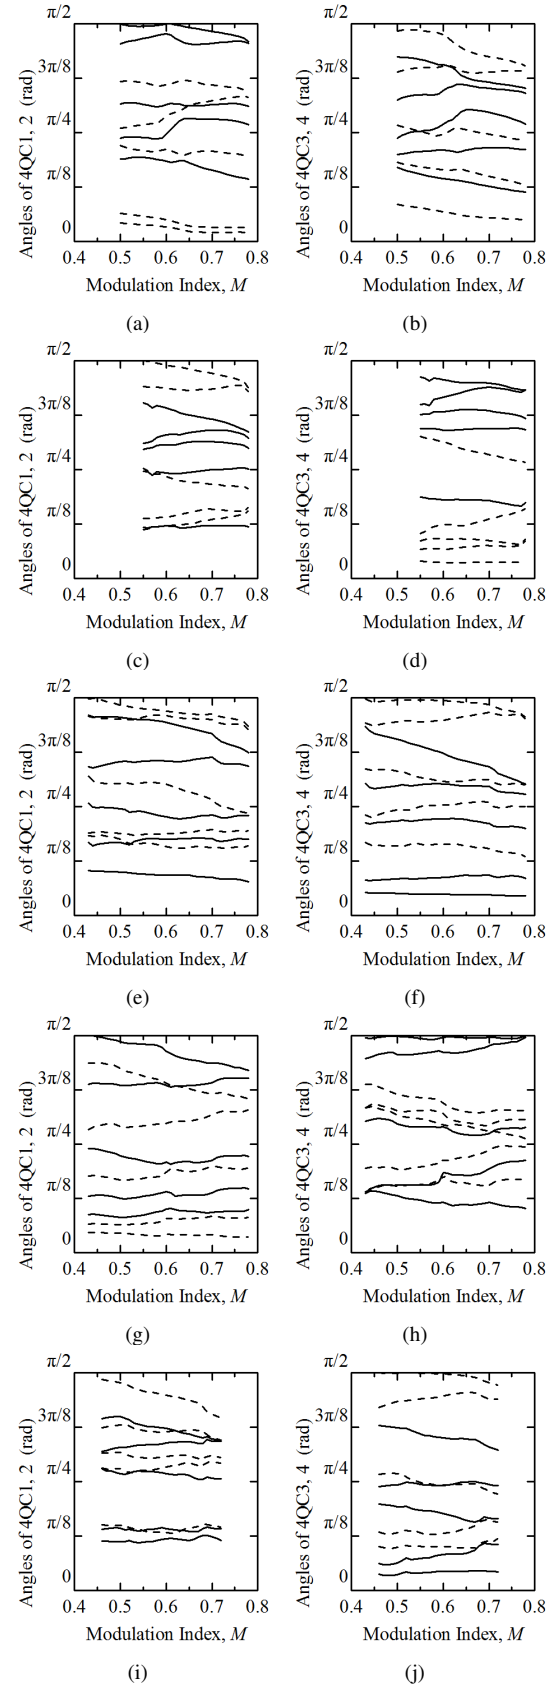 π/2
3π/8
π/4
π/8
0
Angles of 4QC1, 2 (rad)
0.4 0.5 0.6 0.7 0.8
Modulation Index, M
(a)
π/2
3π/8
π/4
π/8
0
Angles of 4QC3, 4 (rad)
0.4 0.5 0.6 0.7 0.8
Modulation Index, M
(b)
π/2
3π/8
π/4
π/8
0
Angles of 4QC1, 2 (rad)
0.4 0.5 0.6 0.7 0.8
Modulation Index, M
(c)
π/2
3π/8
π/4
π/8
0
Angles of 4QC3, 4 (rad)
0.4 0.5 0.6 0.7 0.8
Modulation Index, M
(d)
π/2
3π/8
π/4
π/8
0
Angles of 4QC1, 2 (rad)
0.4 0.5 0.6 0.7 0.8
Modulation Index, M
(e)
π/2
3π/8
π/4
π/8
0
Angles of 4QC3, 4 (rad)
0.4 0.5 0.6 0.7 0.8
Modulation Index, M
(f)
π/2
3π/8
π/4
π/8
0
Angles of 4QC1, 2 (rad)
0.4 0.5 0.6 0.7 0.8
Modulation Index, M
(g)
π/2
3π/8
π/4
π/8
0
Angles of 4QC3, 4 (rad)
0.4 0.5 0.6 0.7 0.8
Modulation Index, M
(h)
π/2
3π/8
π/4
π/8
0
Angles of 4QC1, 2 (rad)
0.4 0.5 0.6 0.7 0.8
Modulation Index, M
(i)
π/2
3π/8
π/4
π/8
0
Angles of 4QC3, 4 (rad)
0.4 0.5 0.6 0.7 0.8
Modulation Index, M
(j)